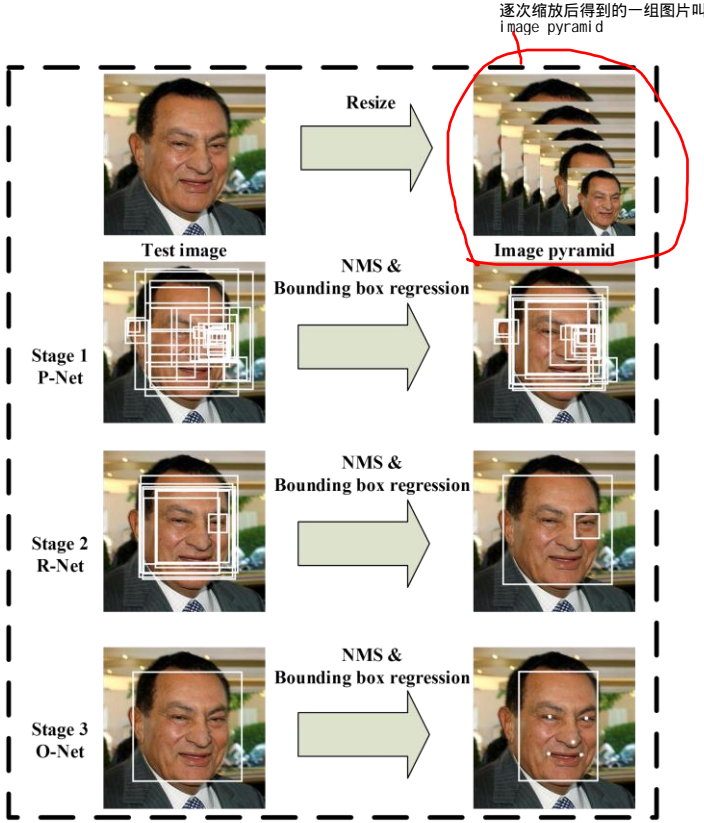 逐次缩放后得到的一组图片叫
image pyramid
Resize
Test image
Image pyramid
NMS &
Bounding box regression
Stage 1
P-Net
NMS &
Bounding box regression
Stage 2
R-Net
NMS &
Bounding box regression
Stage 3
O-Net